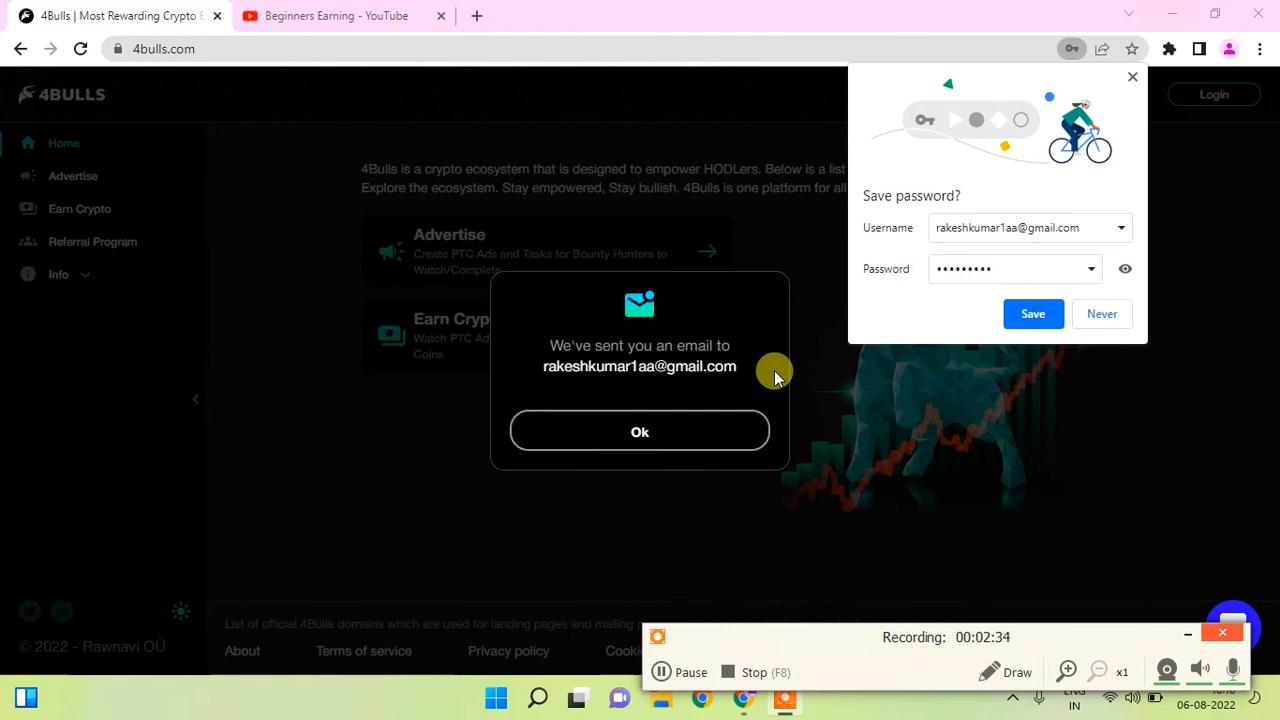 4Bulls | Most Rewarding Crypto E
Beginners Earning - YouTube
4bulls.com
4BULLS
Login
Home
Advertise
Earn Crypto
Referral Program
Info
4Bulls is a crypto ecosystem that is designed to empower HODLers. Below is a list
Explore the ecosystem. Stay empowered, Stay bullish. 4Bulls is one platform for all
Advertise
Create PTC Ads and Tasks for Bounty Hunters to
Watch/Complete
Earn Cryp
Watch PTC Ad
Coins
We've sent you an email to
rakeshkumar1aa@gmail.com
Ok
Save password?
Username
rakeshkumar1aa@gmail.com
Password
•••••••••
Save
Never
© 2022 - Rawnavi OÜ
List of official 4Bulls domains which are used for landing pages and mailing
About
Terms of service
Privacy policy
Cooki
Recording: 00:02:34
Pause
Stop (F8)
Draw
x1
ENG
IN
06-08-2022